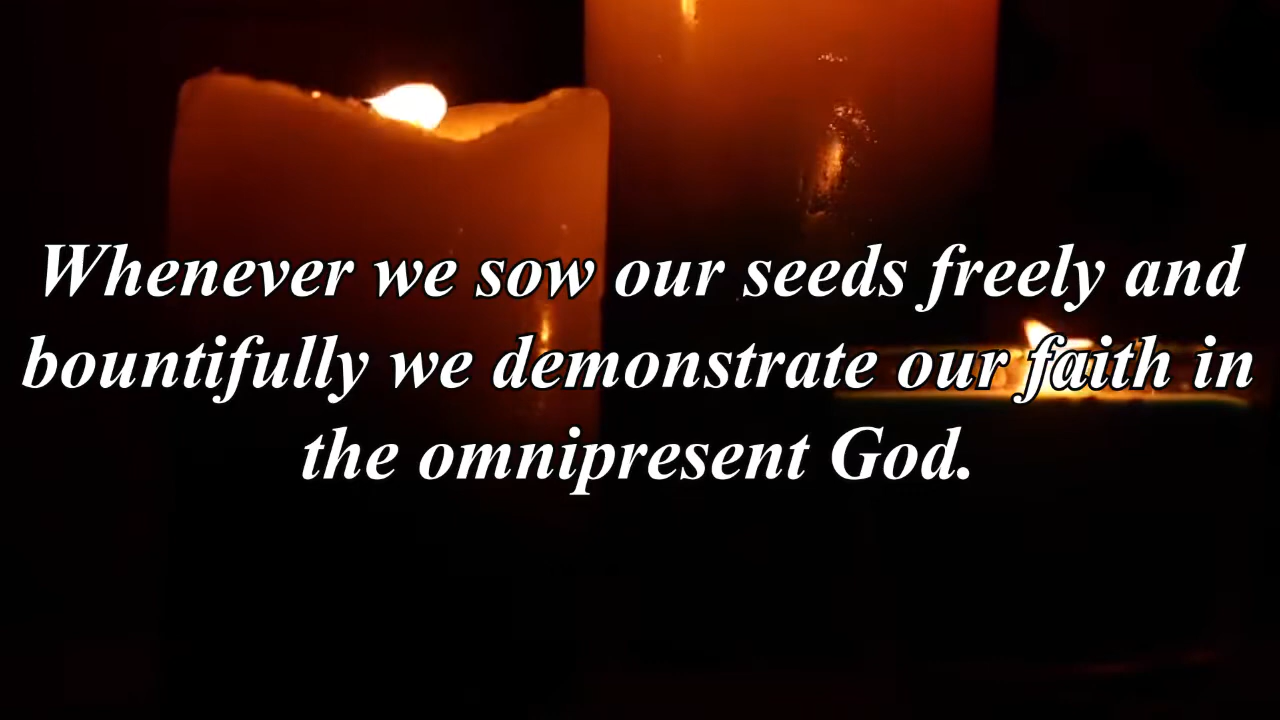 Whenever we sow our seeds freely and
bountifully we demonstrate our faith in
the omnipresent God.